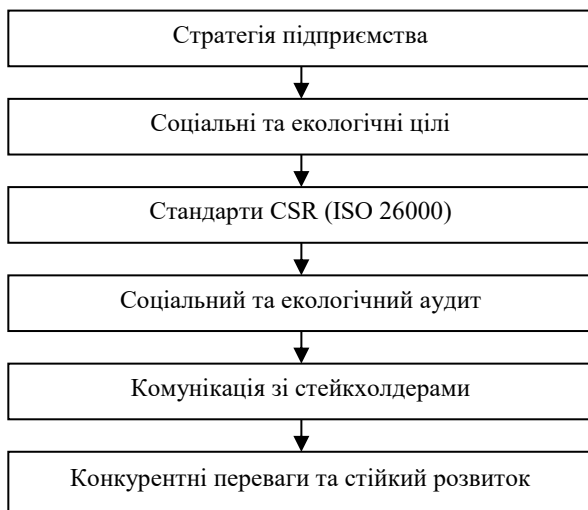 Стратегія підприємства
Соціальні та екологічні цілі
Стандарти CSR (ISO 26000)
Соціальний та екологічний аудит
Комунікація зі стейкхолдерами
Конкурентні переваги та стійкий розвиток